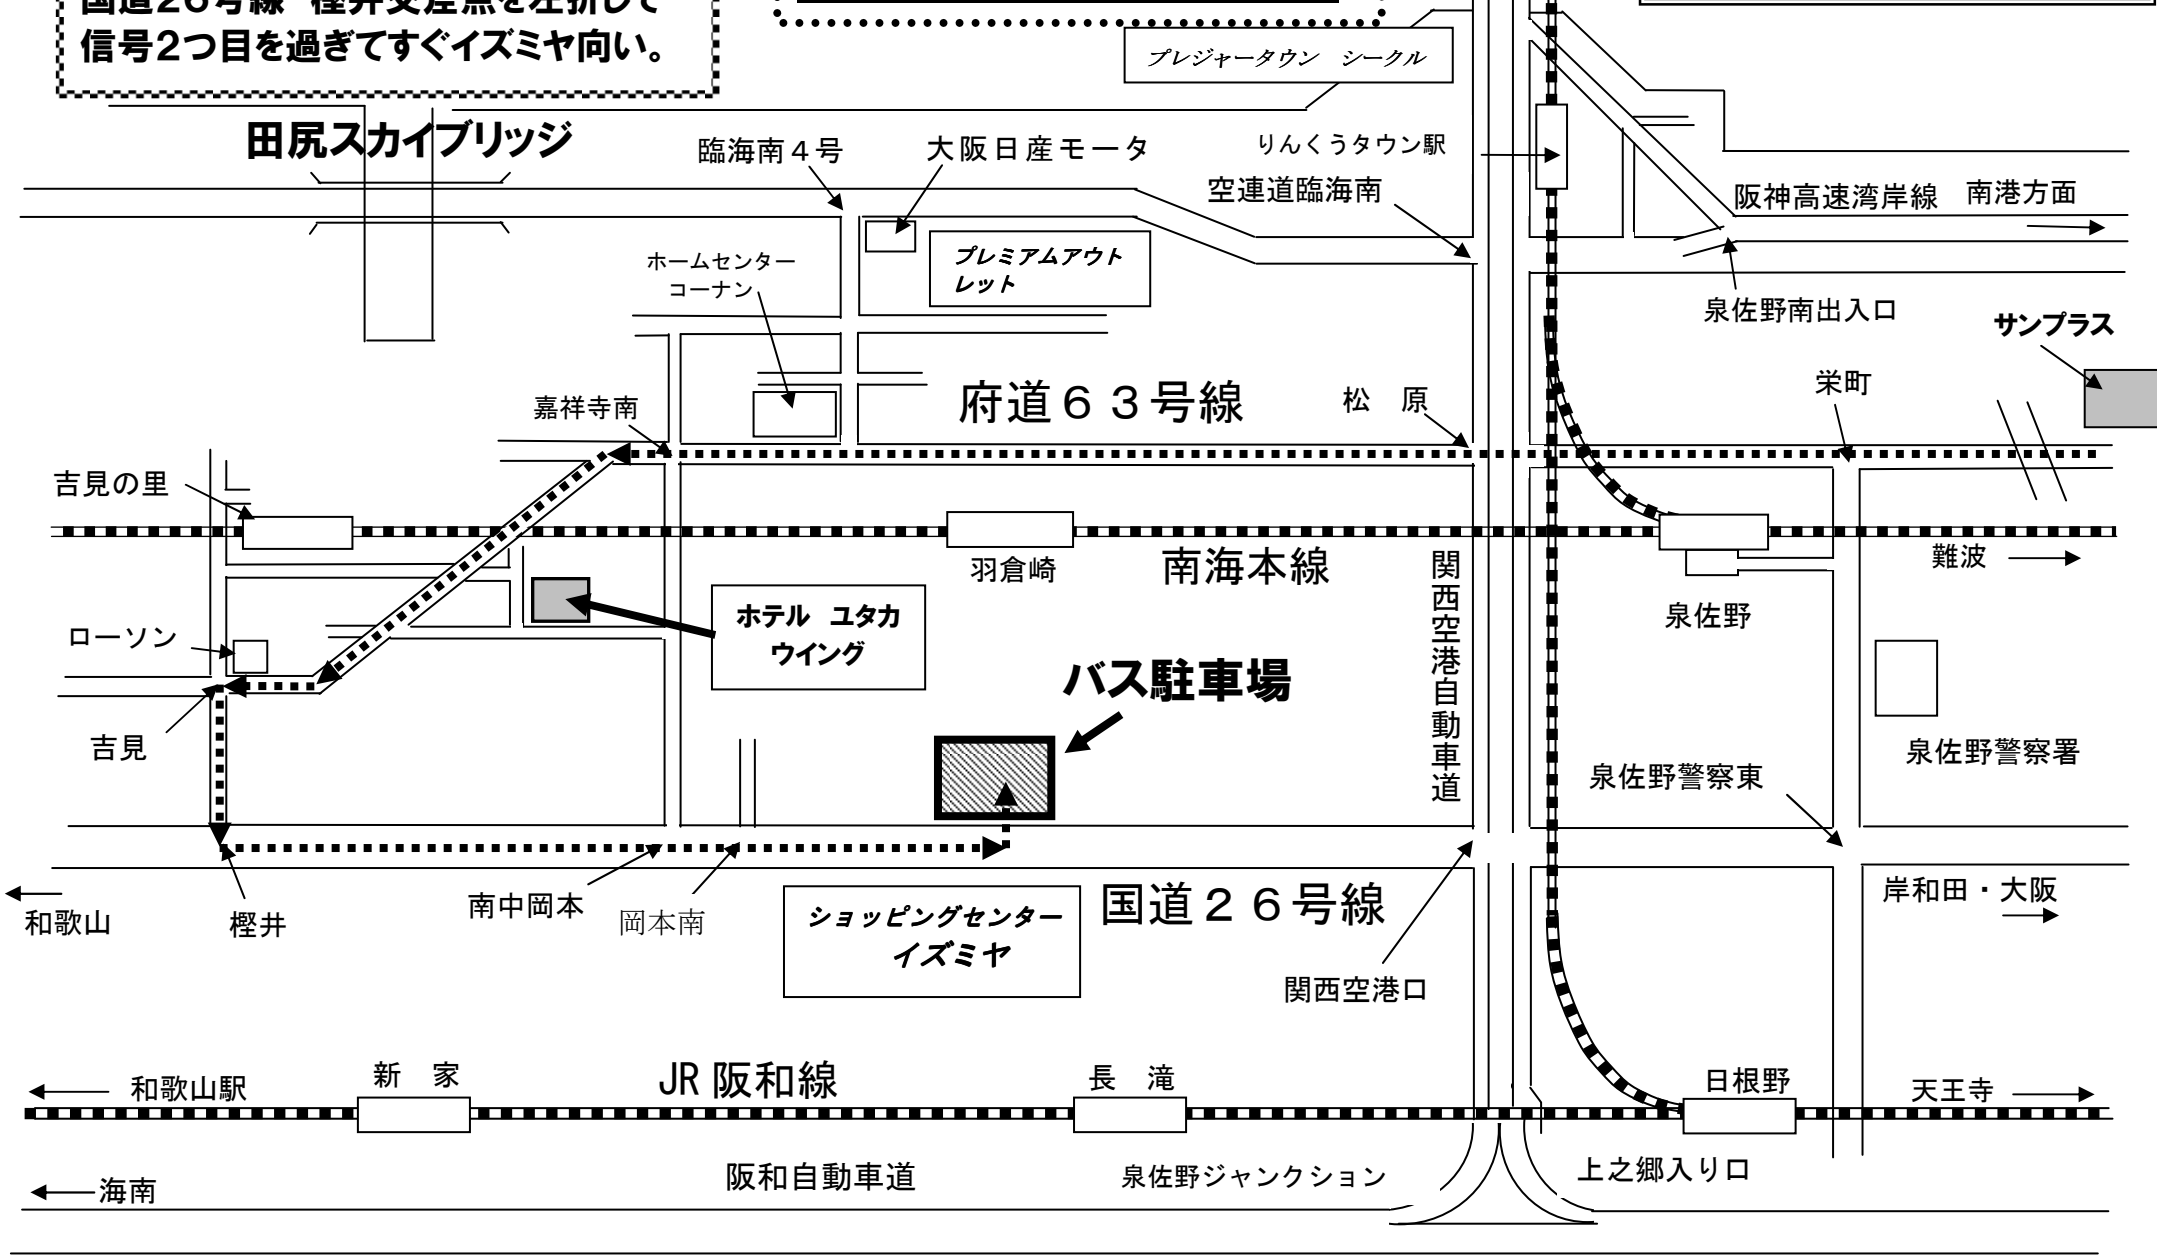 国道２６号線 樫井交差点を左折して
信号２つ目を過ぎてすぐイズミヤ向い。
プレジャータウン シークル
田尻スカイブリッジ
臨海南４号
大阪日産モータ
りんくうタウン駅
空連道臨海南
阪神高速湾岸線 南港方面
ホームセンター
コーナン
プレミアムアウト
レット
泉佐野南出入口
サンプラス
嘉祥寺南
府道６３号線
松 原
栄町
吉見の里
羽倉崎
南海本線
関西空港自動車道
難波
泉佐野
ローソン
ホテル ユタカ
ウイング
バス駐車場
吉見
泉佐野警察東
泉佐野警察署
和歌山
樫井
南中岡本
岡本南
ショッピングセンター
イズミヤ
国道２６号線
関西空港口
岸和田・大阪
和歌山駅
新 家
JR 阪和線
長 滝
日根野
天王寺
海南
阪和自動車道
泉佐野ジャンクション
上之郷入り口